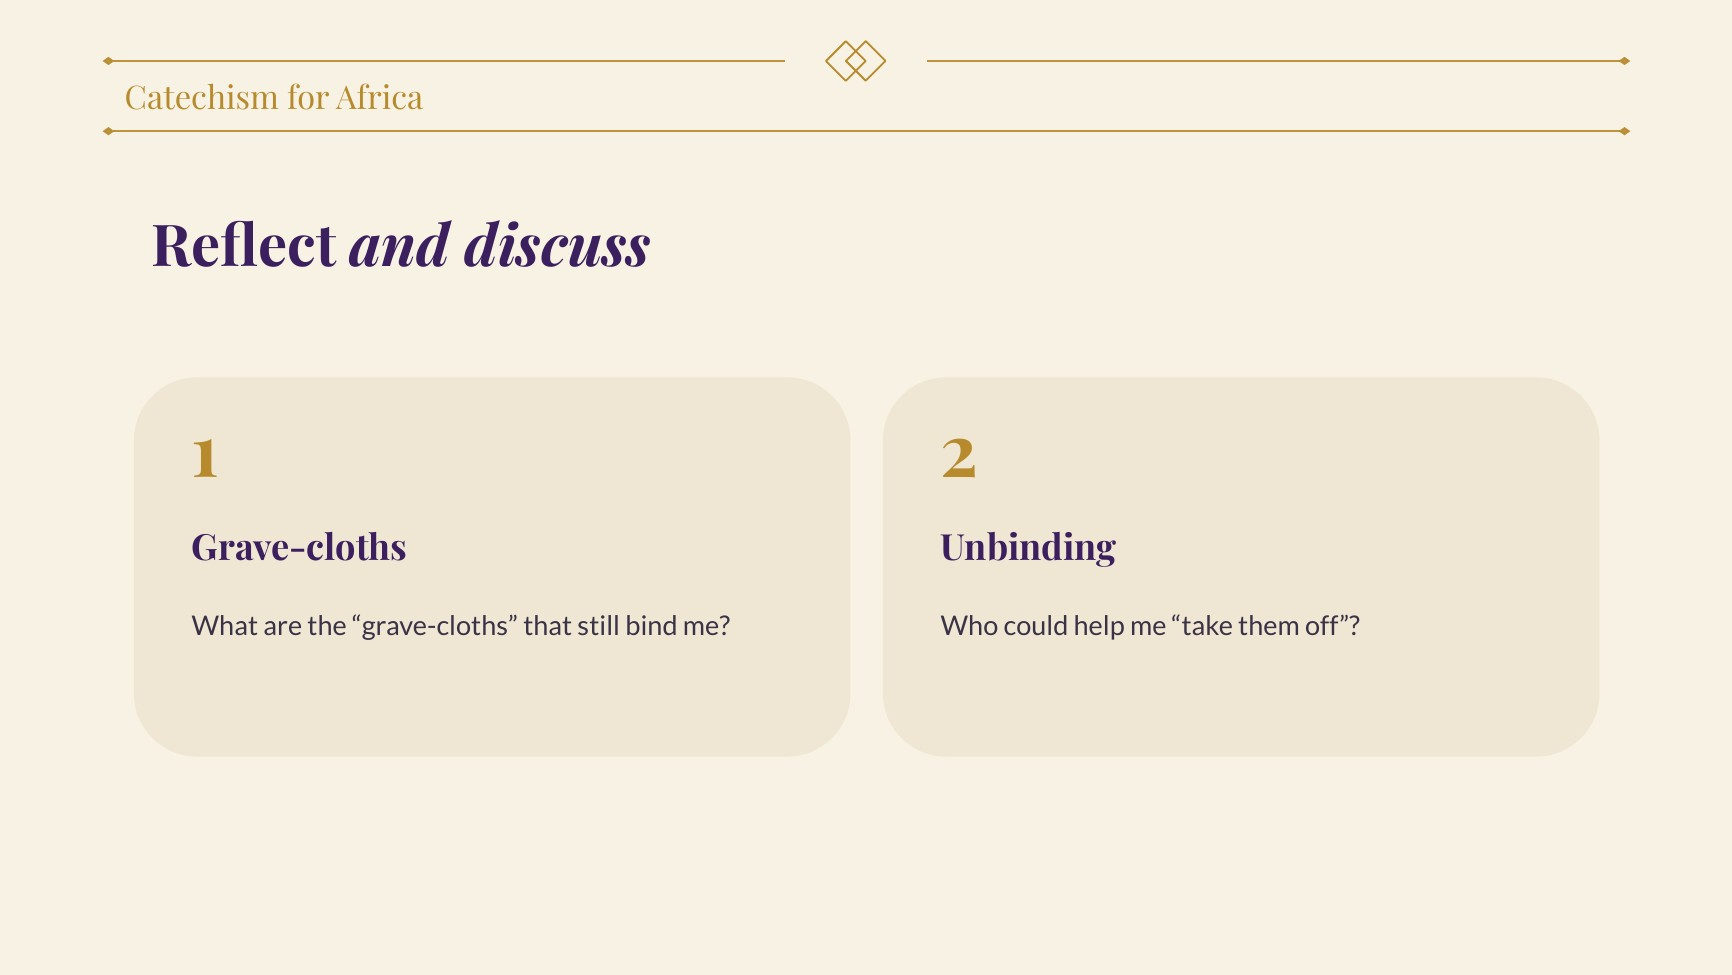 Catechism for Africa
Reflect and discuss
1
Grave-cloths
What are the “grave-cloths” that still bind me?
2
Unbinding
Who could help me “take them off”?